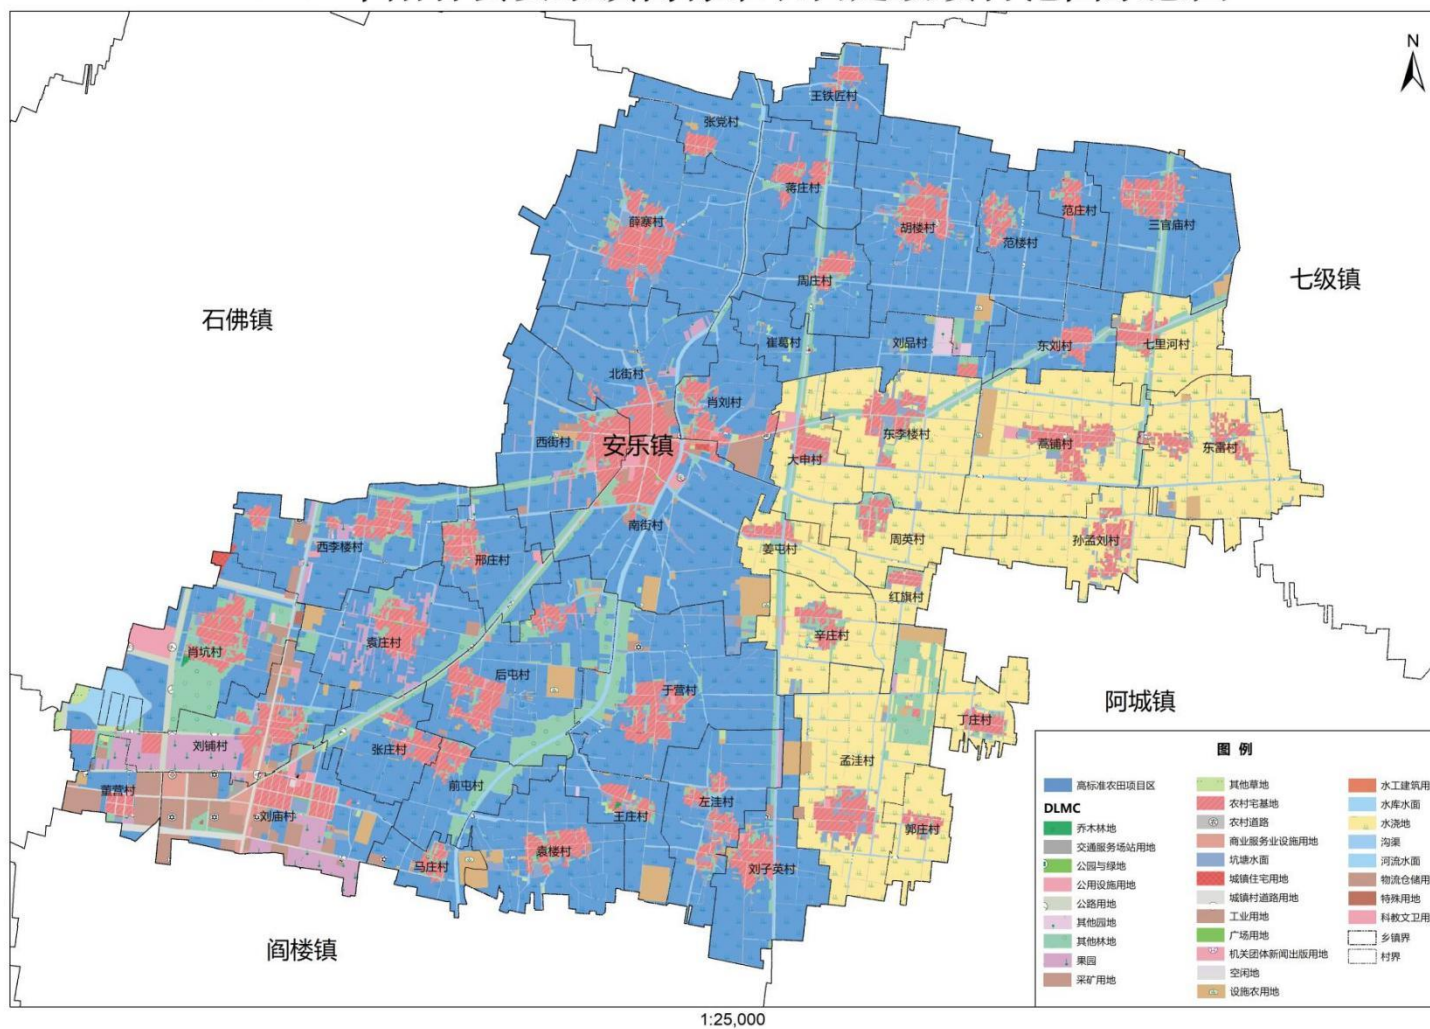 N
王铁匠村
张党村
蒋庄村
薛寨村
胡楼村
范楼村
范庄村
三官庙村
周庄村
七级镇
石佛镇
崔葛村
刘品村
东刘村
七里河村
北街村
肖刘村
西街村
安乐镇
大申村
东李楼村
蒿铺村
东雷村
南街村
姜屯村
周英村
孙孟刘村
西李楼村
邢庄村
红旗村
肖坑村
袁庄村
辛庄村
后屯村
于营村
阿城镇
丁庄村
刘铺村
张庄村
前屯村
孟洼村
董营村
刘庙村
王庄村
左洼村
郭庄村
马庄村
袁楼村
刘子英村
阎楼镇
图 例
高标准农田项目区
DLMC
乔木林地
交通服务场站用地
公园与绿地
公用设施用地
公路用地
其他园地
其他林地
果园
采矿用地
其他草地
农村宅基地
农村道路
商业服务业设施用地
坑塘水面
城镇住宅用地
城镇村道路用地
工业用地
广场用地
机关团体新闻出版用地
空闲地
设施农用地
水工建筑用
水库水面
水浇地
沟渠
河流水面
物流仓储用
特殊用地
科教文卫用
乡镇界
村界
1:25,000